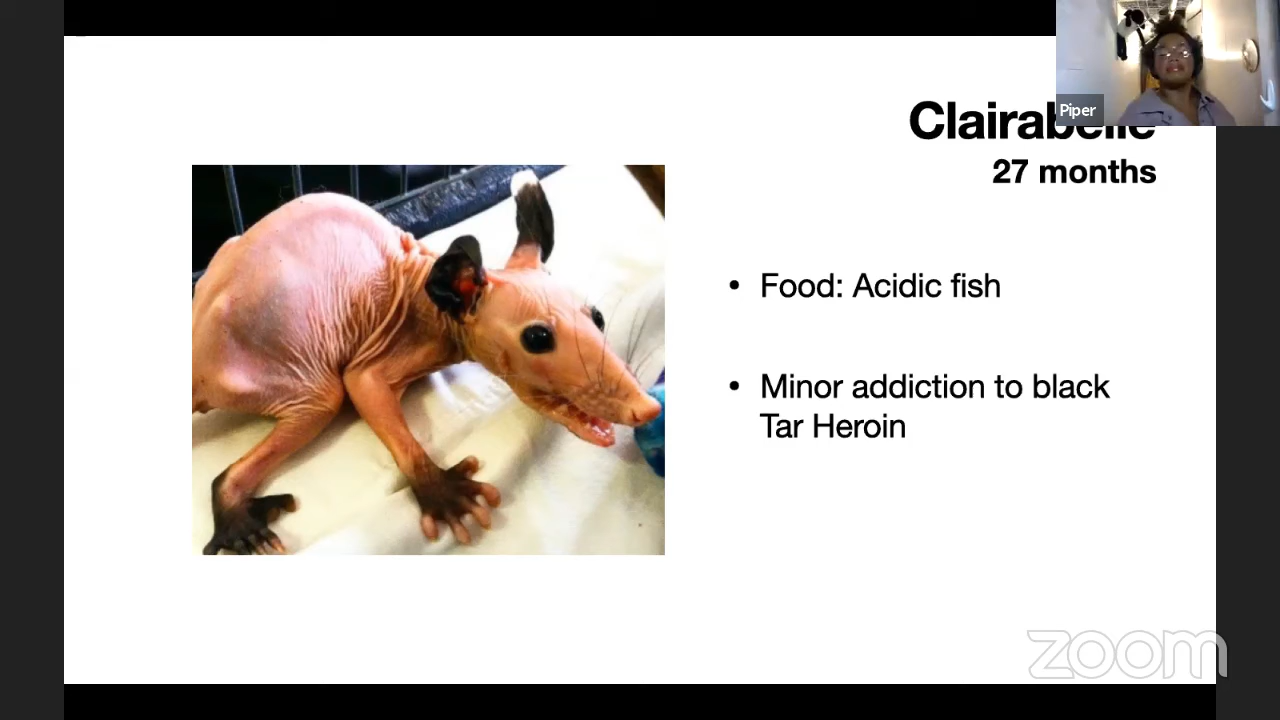 Clairabelle
27 months
Piper
Food: Acidic fish
Minor addiction to black
Tar Heroin
zoom